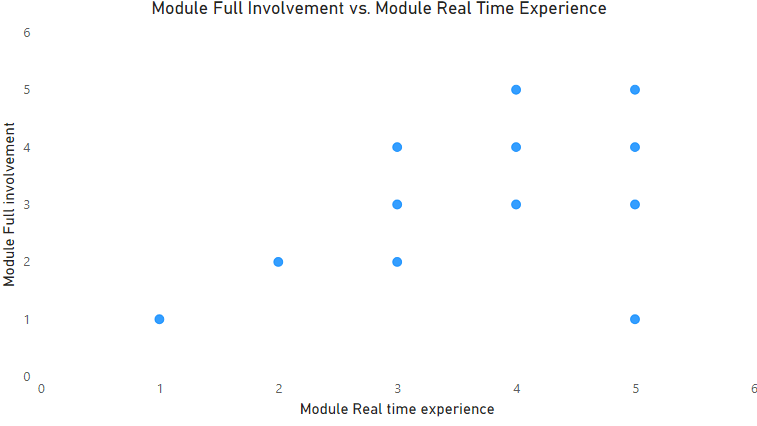 Module Full Involvement vs. Module Real Time Experience
6
5
4
3
2
1
0
Module Full involvement
0 1 2 3 4 5 6
Module Real time experience